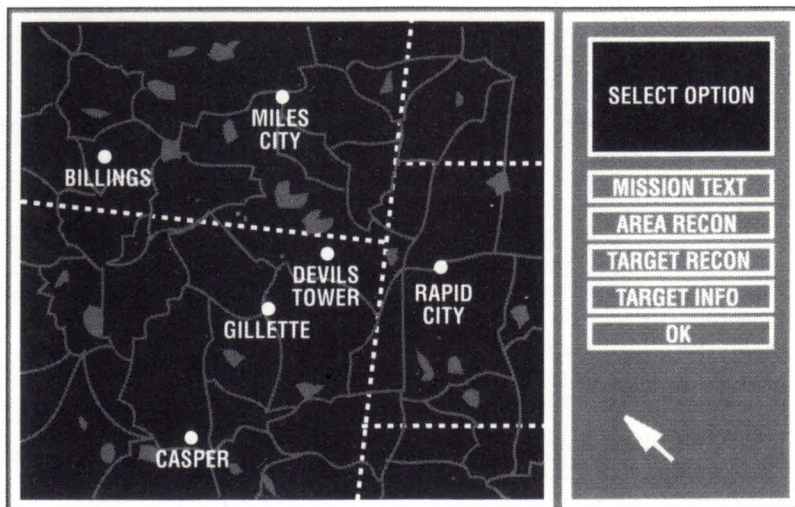 MILES
CITY
BILLINGS
DEVILS
TOWER
RAPID
CITY
GILLETTE
CASPER
SELECT OPTION
MISSION TEXT
AREA RECON
TARGET RECON
TARGET INFO
OK